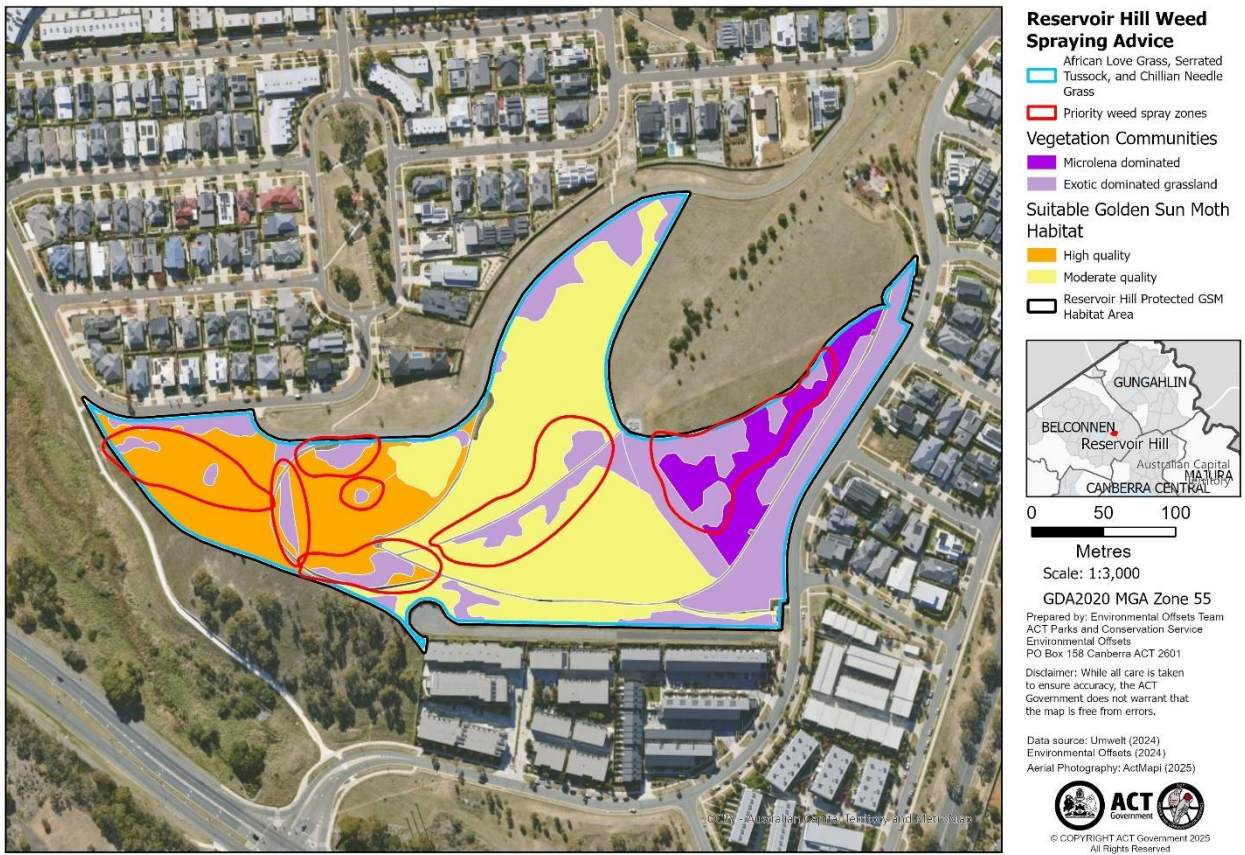 Reservoir Hill Weed
Spraying Advice
African Love Grass, Serrated
Tussock, and Chillian Needle
Grass
Priority weed spray zones
Vegetation Communities
Microlena dominated
Exotic dominated grassland
Suitable Golden Sun Moth
Habitat
High quality
Moderate quality
Reservoir Hill Protected GSM
Habitat Area
GUNGAHLIN
BELCONNEN
Reservoir Hill
Australian Capital
Territory
MAJURA
CANBERRA CENTRAL
0 50 100
Metres
Scale: 1:3,000
GDA2020 MGA Zone 55
Prepared by: Environmental Offsets Team
ACT Parks and Conservation Service
Environmental Offsets
PO Box 158 Canberra ACT 2601
Disclaimer: While all care is taken
to ensure accuracy, the ACT
Government does not warrant that
the map is free from errors.
Data source: Umwelt (2024)
Environmental Offsets (2024)
Aerial Photography: ActMapi (2025)
ACT
Government
© COPYRIGHT ACT Government 2025
All Rights Reserved
Australian Capital Territory and MetroMap